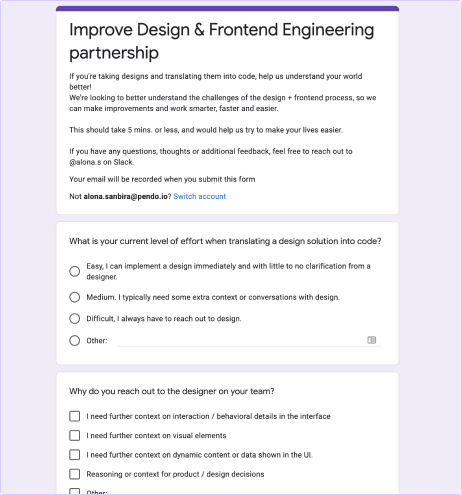 Improve Design & Frontend Engineering
partnership
If you're taking designs and translating them into code, help us understand your world
better!
We're looking to better understand the challenges of the design + frontend process, so we
can make improvements and work smarter, faster and easier.
This should take 5 mins. or less, and would help us try to make your lives easier.
If you have any questions, thoughts or additional feedback, feel free to reach out to
@alona.s on Slack.
Your email will be recorded when you submit this form
Not alona.sanbira@pendo.io? Switch account
What is your current level of effort when translating a design solution into code?
Easy, I can implement a design immediately and with little to no clarification from a
designer.
Medium. I typically need some extra context or conversations with design.
Difficult, I always have to reach out to design.
Other:
Why do you reach out to the designer on your team?
I need further context on interaction / behavioral details in the interface
I need further context on visual elements
I need further context on dynamic content or data shown in the UI.
Reasoning or context for product / design decisions
Other: